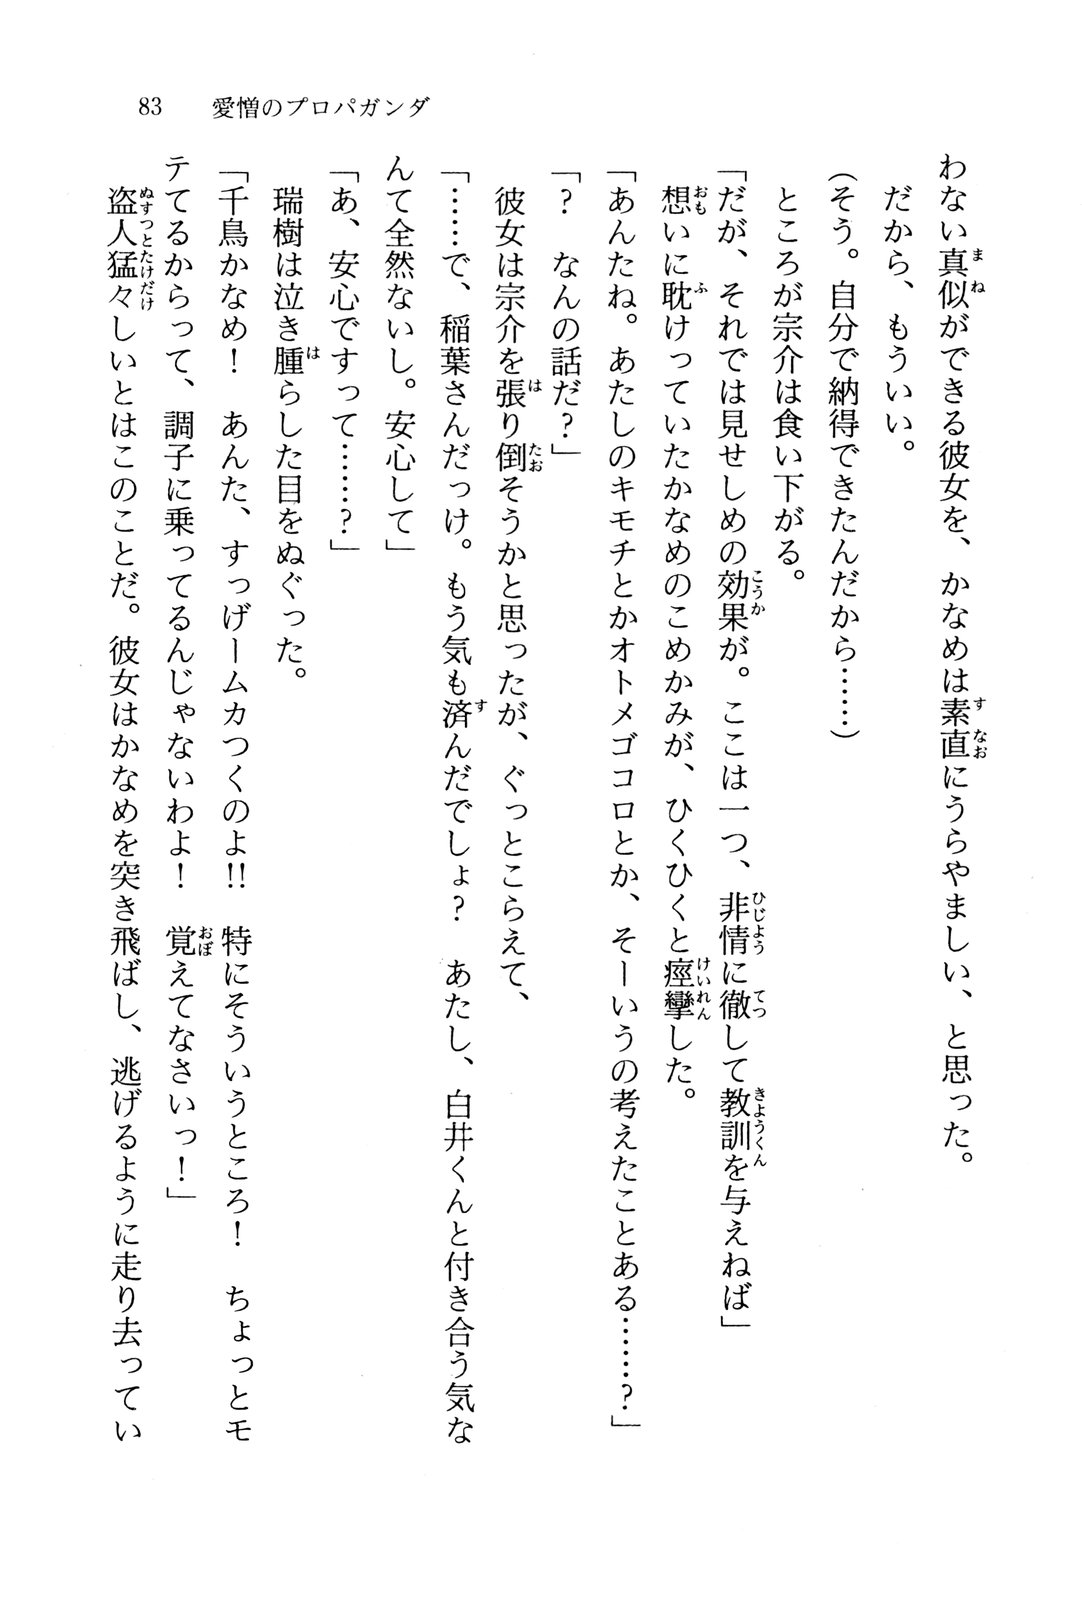 83　愛憎のプロパガンダ
わない真似ができる彼女を、かなめは素直にうらやましい、と思った。
　だから、もういい。
（そう。自分で納得できたんだから……）
　ところが宗介は食い下がる。
「だが、それでは見せしめの効果が。ここは一つ、非情に徹して教訓を与えねば」
　想いに耽けっていたかなめのこめかみが、ひくひくと痙攣した。
「あんたね。あたしのキモチとかオトメゴコロとか、そーいうの考えたことある……？」
「？　なんの話だ？」
　彼女は宗介を張り倒そうかと思ったが、ぐっとこらえて、
「……で、稲葉さんだっけ。もう気も済んだでしょ？　あたし、白井くんと付き合う気な
んて全然ないし。安心して」
「あ、安心ですって……？」
　瑞樹は泣き腫らした目をぬぐった。
「千鳥かなめ！　あんた、すっげームカつくのよ!!　特にそういうところ！　ちょっとモ
テてるからって、調子に乗ってるんじゃないわよ！　覚えてなさいっ！」
　盗人猛々しいとはこのことだ。彼女はかなめを突き飛ばし、逃げるように走り去ってい